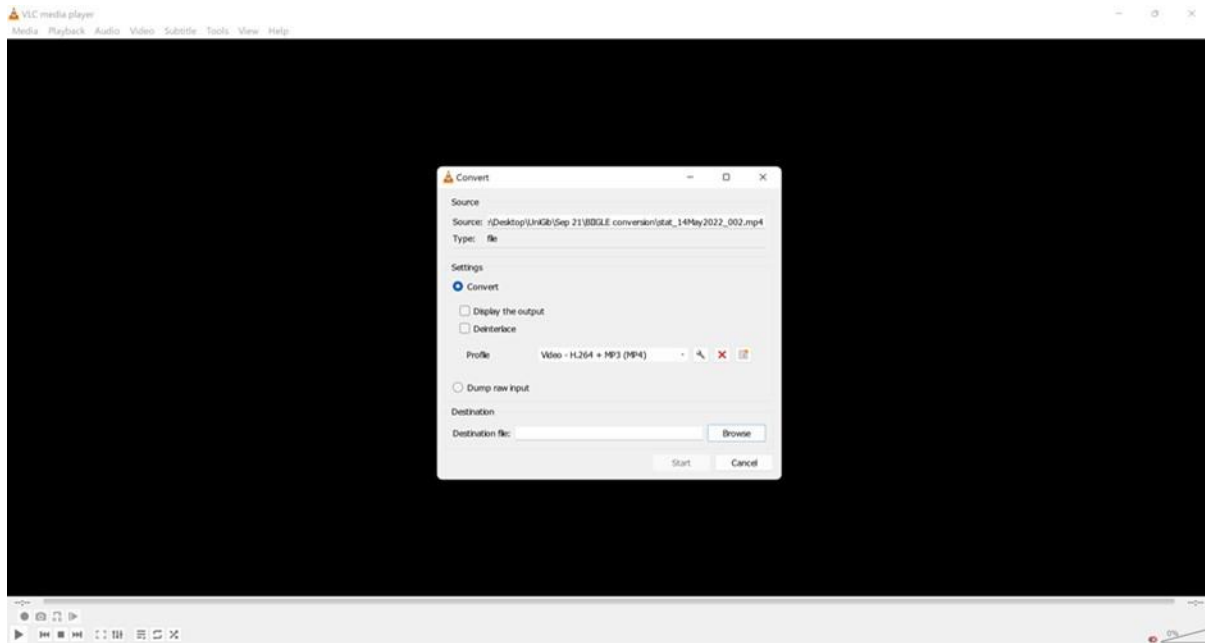 VLC media player
Media Playback Audio Video Subtitle Tools View Help
Convert
Source
Source: :\Desktop\UniGib\Sep 21\BIIGLE conversion\stat_14May2022_002.mp4
Type: file
Settings
Convert
Display the output
Deinterlace
Profile Video - H.264 + MP3 (MP4)
Dump raw input
Destination
Destination file: Browse
Start Cancel
--:-- --:--
0%